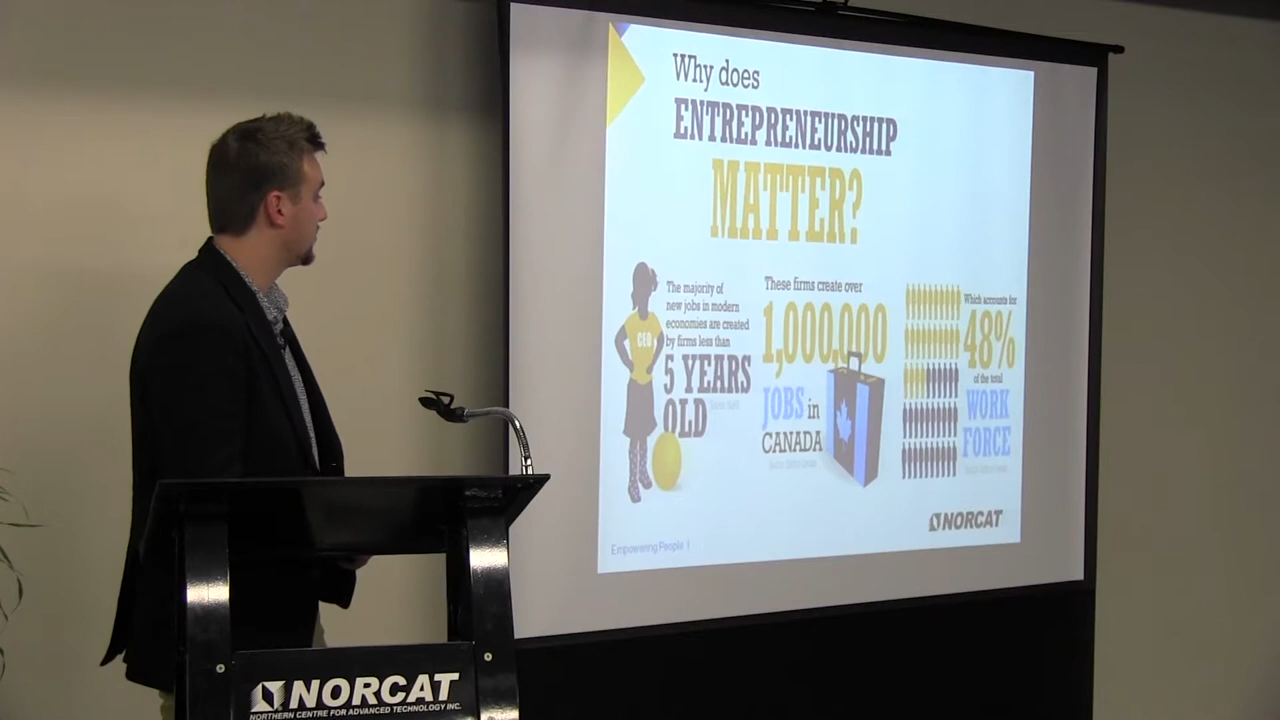 Why does
ENTREPRENEURSHIP
MATTER?
The majority of
new jobs in modern
economies are created
by firms less than
5 YEARS
OLD
CEO
These firms create over
1,000,000
JOBS in
CANADA
Which accounts for
48%
of the total
WORK
FORCE
NORCAT
Empowering People |
NORCAT
NORTHERN CENTRE FOR ADVANCED TECHNOLOGY INC.